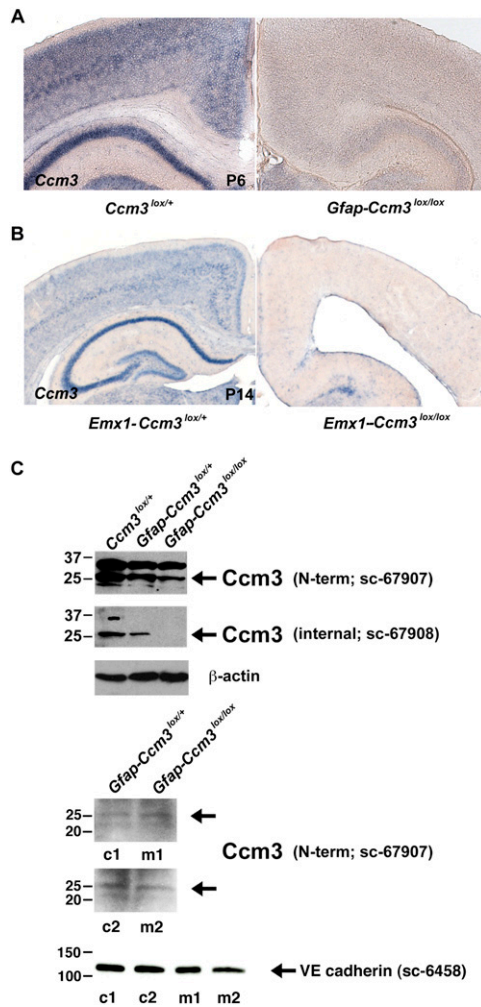 A
Ccm3 P6
Ccm3lox/+ Gfap-Ccm3lox/lox
B
Ccm3 P14
Emx1-Ccm3lox/+ Emx1–Ccm3lox/lox
C
Ccm3lox/+ Gfap-Ccm3lox/+ Gfap-Ccm3lox/lox
37
25 Ccm3 (N-term; sc-67907)
37
25 Ccm3 (internal; sc-67908)
β-actin
Gfap-Ccm3lox/+ Gfap-Ccm3lox/lox
25
20
c1 m1
Ccm3 (N-term; sc-67907)
25
20
c2 m2
150
100 VE cadherin (sc-6458)
c1 c2 m1 m2